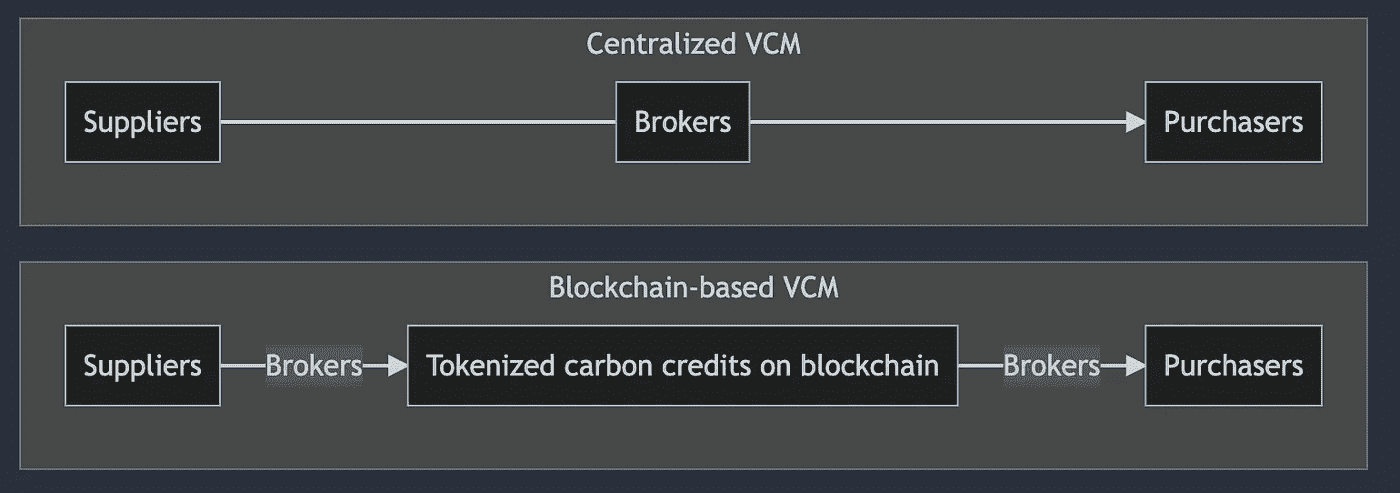 Centralized VCM
Suppliers
Brokers
Purchasers
Blockchain-based VCM
Suppliers
Brokers
Tokenized carbon credits on blockchain
Brokers
Purchasers